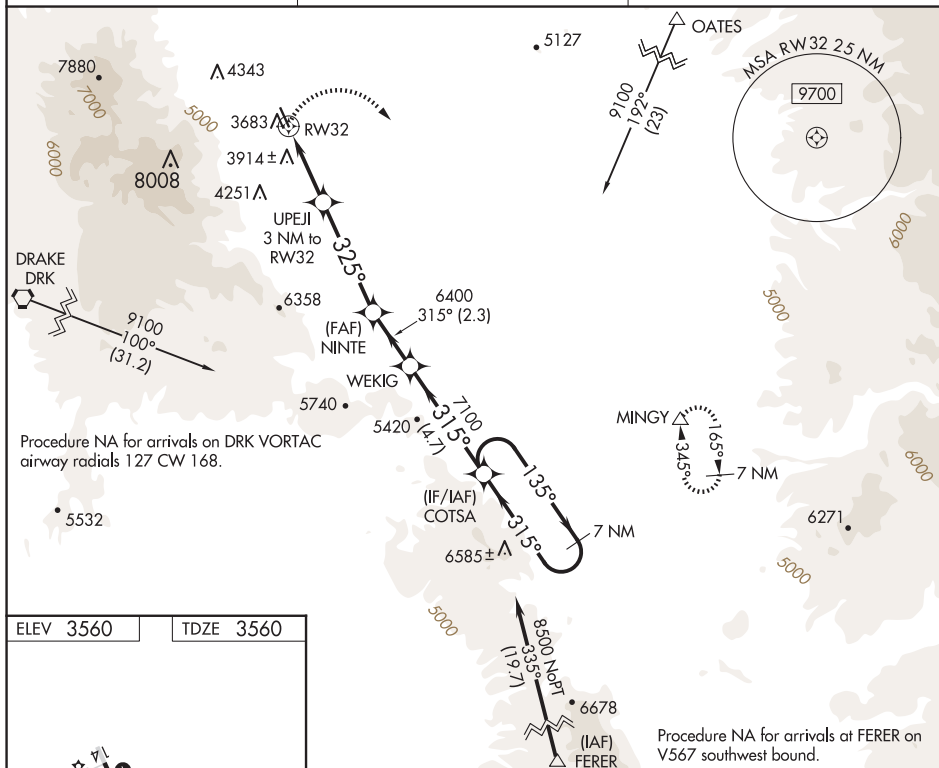 OATES
5127
MSA RW32 25 NM
7880
4343
9700
7000
5000
9100
192°
(23)
3683
RW32
6000
3914±
8008
4251
UPEJI
3 NM to
RW32
6000
325°
DRAKE
DRK
6358
6400
315° (2.3)
5000
9100
100°
(31.2)
(FAF)
NINTE
WEKIG
5740
7100
315°
(4.7)
5420
MINGY
165°
345°
7 NM
Procedure NA for arrivals on DRK VORTAC
airway radials 127 CW 168.
6000
135°
(IF/IAF)
COTSA
315°
7 NM
5532
6271
6585±
5000
5000
ELEV 3560
TDZE 3560
8500 NoPT
335°
(19.7)
6678
(IAF)
FERER
Procedure NA for arrivals at FERER on
V567 southwest bound.
14